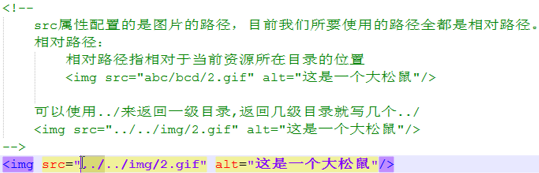 <!--
src属性配置的是图片的路径，目前我们所要使用的路径全都是相对路径。
相对路径：
相对路径指相对于当前资源所在目录的位置
<img src="abc/bcd/2.gif" alt="这是一个大松鼠"/>
可以使用../来返回一级目录,返回几级目录就写几个../
<img src="../../img/2.gif" alt="这是一个大松鼠"/>
-->
<img src="../../img/2.gif" alt="这是一个大松鼠"/>